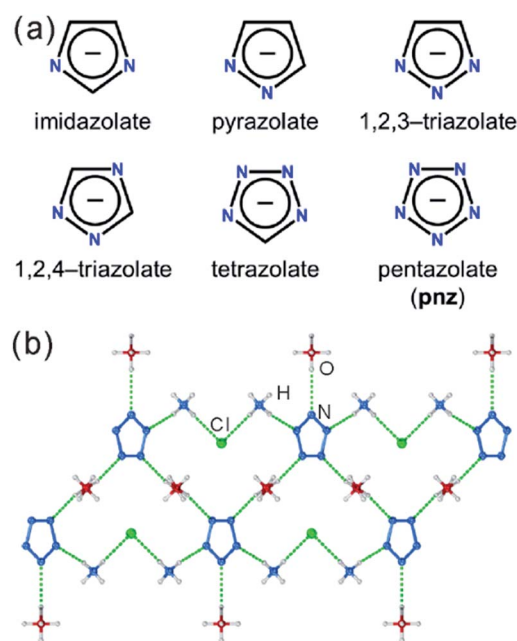 (a)
N N
N
N
N N
N
imidazolate pyrazolate 1,2,3–triazolate
N
N
N
N N
N N
N N
N N
N
1,2,4–triazolate tetrazolate pentazolate
(pnz)
(b)
O
H
Cl N